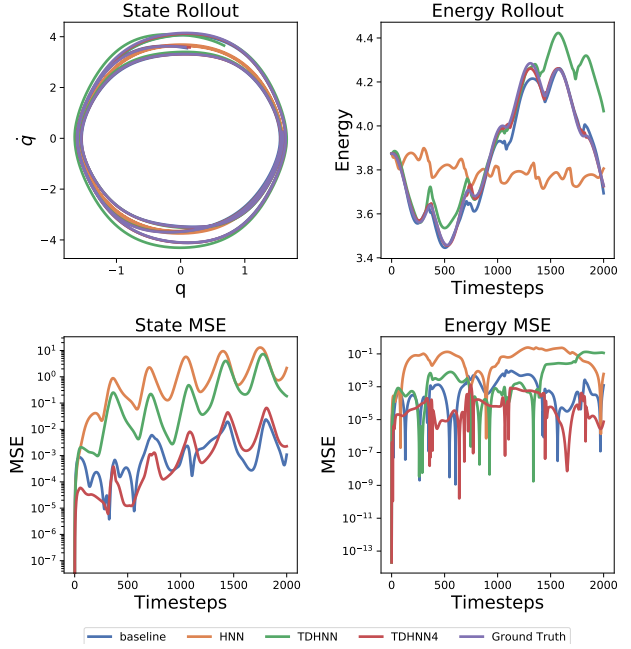 State Rollout
4
2
0
−2
−4
q̇
−1
0
1
q
Energy Rollout
4.4
4.2
4.0
3.8
3.6
3.4
Energy
0
500
1000
1500
2000
Timesteps
State MSE
10^1
10^0
10^−1
10^−2
10^−3
10^−4
10^−5
10^−6
10^−7
MSE
0
500
1000
1500
2000
Timesteps
Energy MSE
10^−1
10^−3
10^−5
10^−7
10^−9
10^−11
10^−13
MSE
0
500
1000
1500
2000
Timesteps
baseline
HNN
TDHNN
TDHNN4
Ground Truth